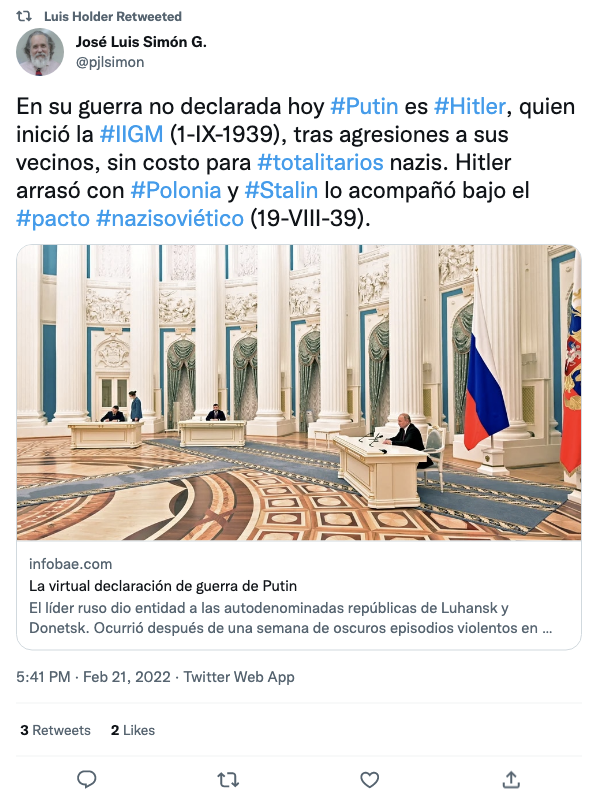 Luis Holder Retweeted
José Luis Simón G.
@pjlsimon
En su guerra no declarada hoy #Putin es #Hitler, quien
inició la #IIGM (1-IX-1939), tras agresiones a sus
vecinos, sin costo para #totalitarios nazis. Hitler
arrasó con #Polonia y #Stalin lo acompañó bajo el
#pacto #nazisoviético (19-VIII-39).
infobae.com
La virtual declaración de guerra de Putin
El líder ruso dio entidad a las autodenominadas repúblicas de Luhansk y
Donetsk. Ocurrió después de una semana de oscuros episodios violentos en ...
5:41 PM · Feb 21, 2022 · Twitter Web App
3 Retweets 2 Likes